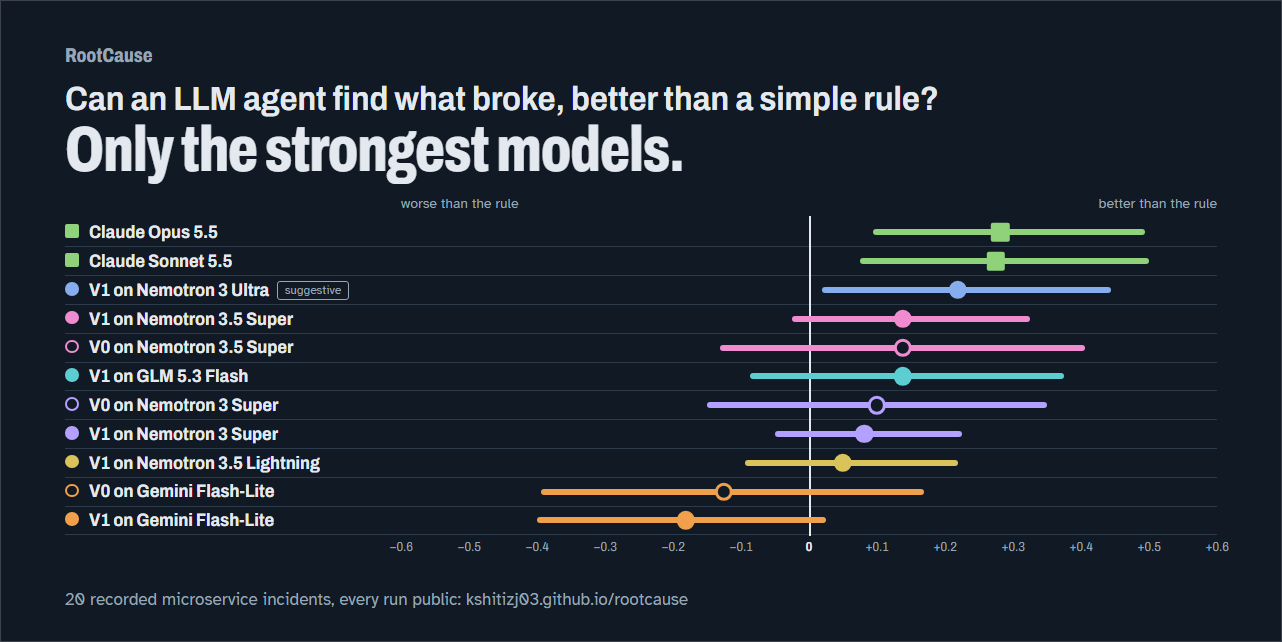 RootCause
Can an LLM agent find what broke, better than a simple rule?
Only the strongest models.
worse than the rule
better than the rule
Claude Opus 5.5
Claude Sonnet 5.5
V1 on Nemotron 3 Ultra suggestive
V1 on Nemotron 3.5 Super
V0 on Nemotron 3.5 Super
V1 on GLM 5.3 Flash
V0 on Nemotron 3 Super
V1 on Nemotron 3 Super
V1 on Nemotron 3.5 Lightning
V0 on Gemini Flash-Lite
V1 on Gemini Flash-Lite
−0.6 −0.5 −0.4 −0.3 −0.2 −0.1 0 +0.1 +0.2 +0.3 +0.4 +0.5 +0.6
20 recorded microservice incidents, every run public: kshitizj03.github.io/rootcause